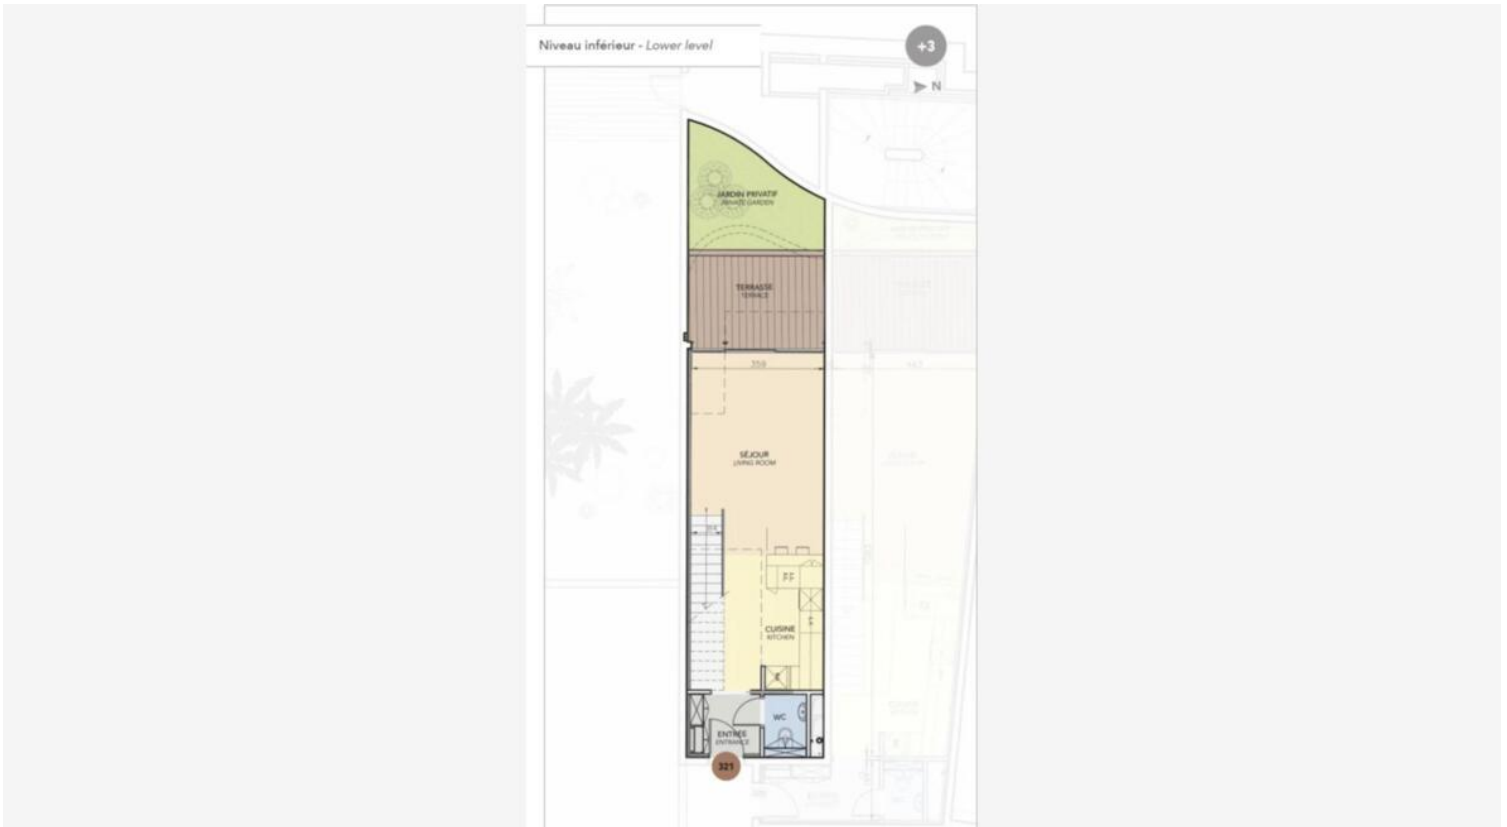 Niveau inférieur - Lower level
+3
N
JARDIN PRIVATIF
PRIVATE GARDEN
TERRASSE
TERRACE
359
SÉJOUR
LIVING ROOM
CUISINE
KITCHEN
WC
ENTRÉE
ENTRANCE
321